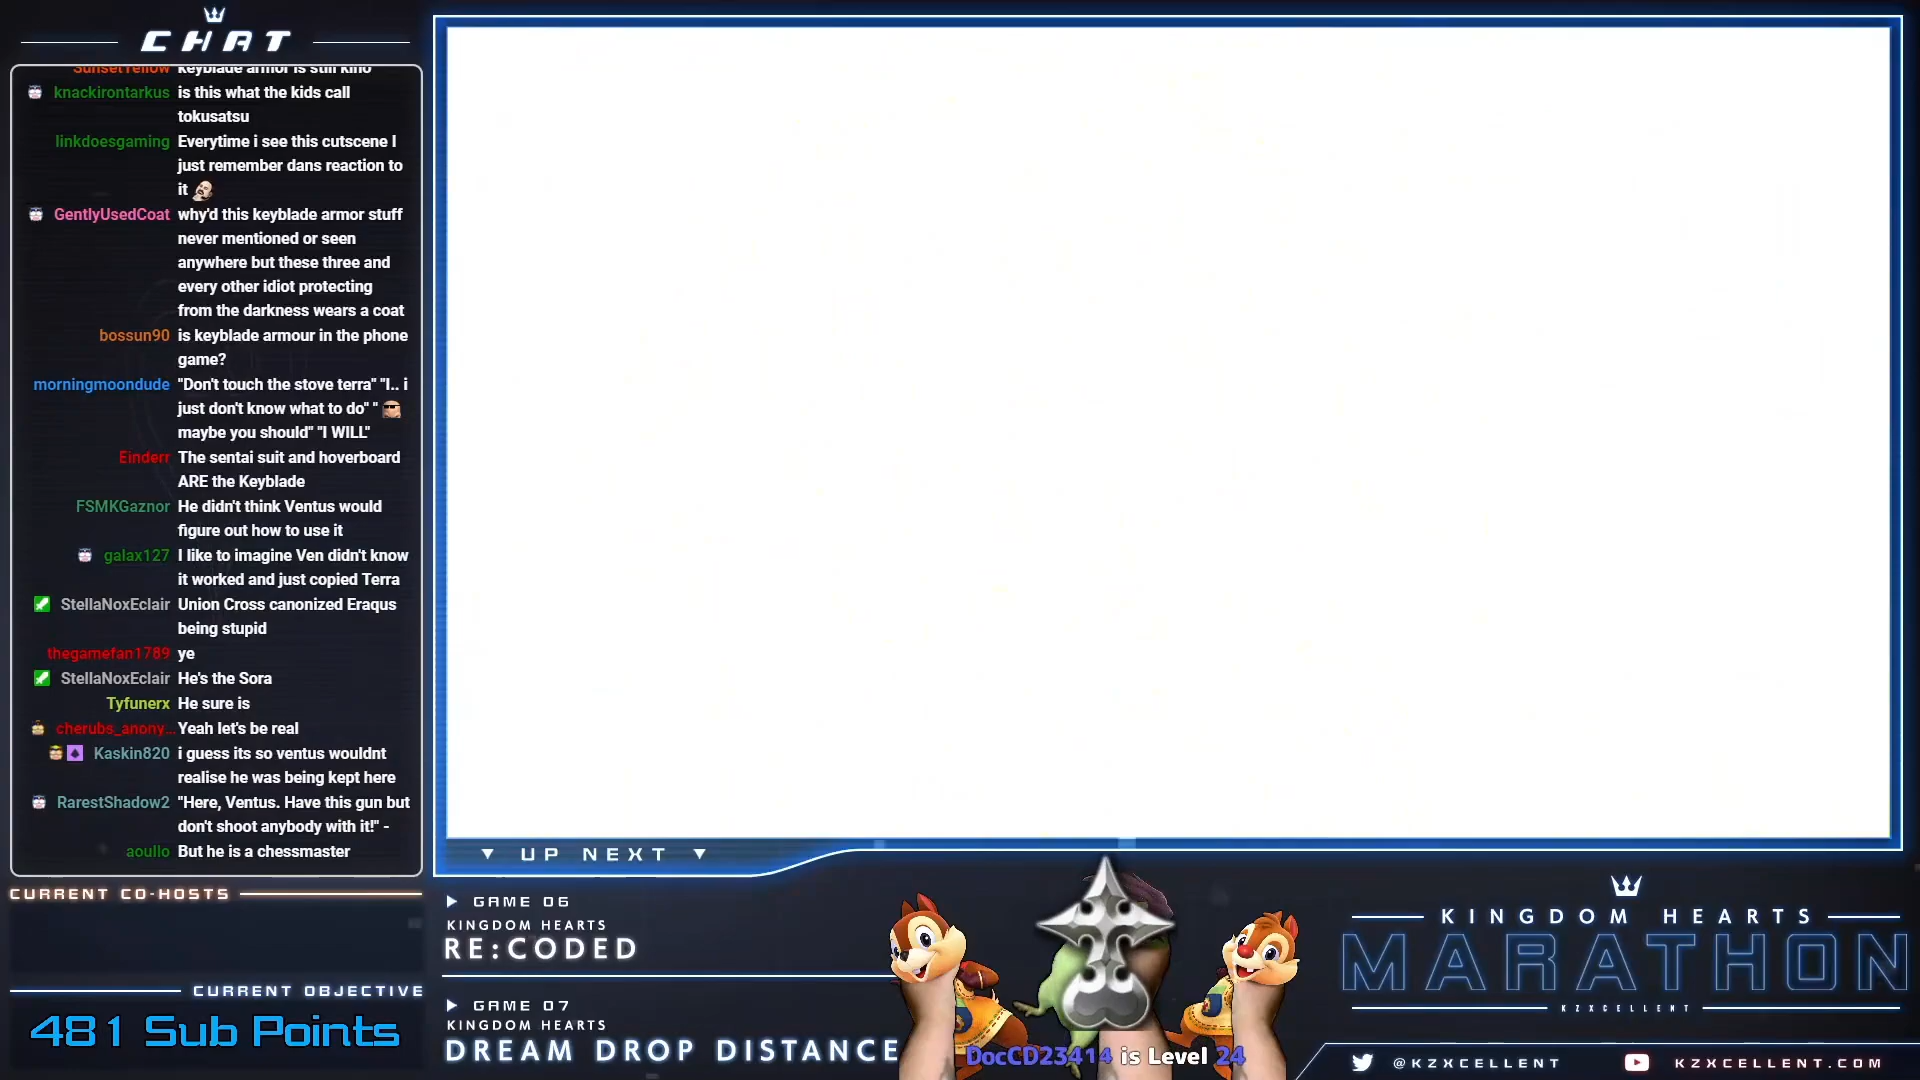 CHAT
SunsetYellow keyblade armor is still kino
knackirontarkus is this what the kids call
tokusatsu
linkdoesgaming Everytime i see this cutscene I
just remember dans reaction to
it
GentlyUsedCoat why'd this keyblade armor stuff
never mentioned or seen
anywhere but these three and
every other idiot protecting
from the darkness wears a coat
bossun90 is keyblade armour in the phone
game?
morningmoondude "Don't touch the stove terra" "I.. i
just don't know what to do" "
maybe you should" "I WILL"
Einderr The sentai suit and hoverboard
ARE the Keyblade
FSMKGaznor He didn't think Ventus would
figure out how to use it
galax127 I like to imagine Ven didn't know
it worked and just copied Terra
StellaNoxEclair Union Cross canonized Eraqus
being stupid
thegamefan1789 ye
StellaNoxEclair He's the Sora
Tyfunerx He sure is
cherubs_anony... Yeah let's be real
Kaskin820 i guess its so ventus wouldnt
realise he was being kept here
RarestShadow2 "Here, Ventus. Have this gun but
don't shoot anybody with it!" -
aoullo But he is a chessmaster
CURRENT CO-HOSTS
CURRENT OBJECTIVE
481 Sub Points
UP NEXT
GAME 06
KINGDOM HEARTS
RE:CODED
GAME 07
KINGDOM HEARTS
DREAM DROP DISTANCE
DocCD23414 is Level 24
KINGDOM HEARTS
MARATHON
KZXCELLENT
@KZXCELLENT
KZXCELLENT.COM